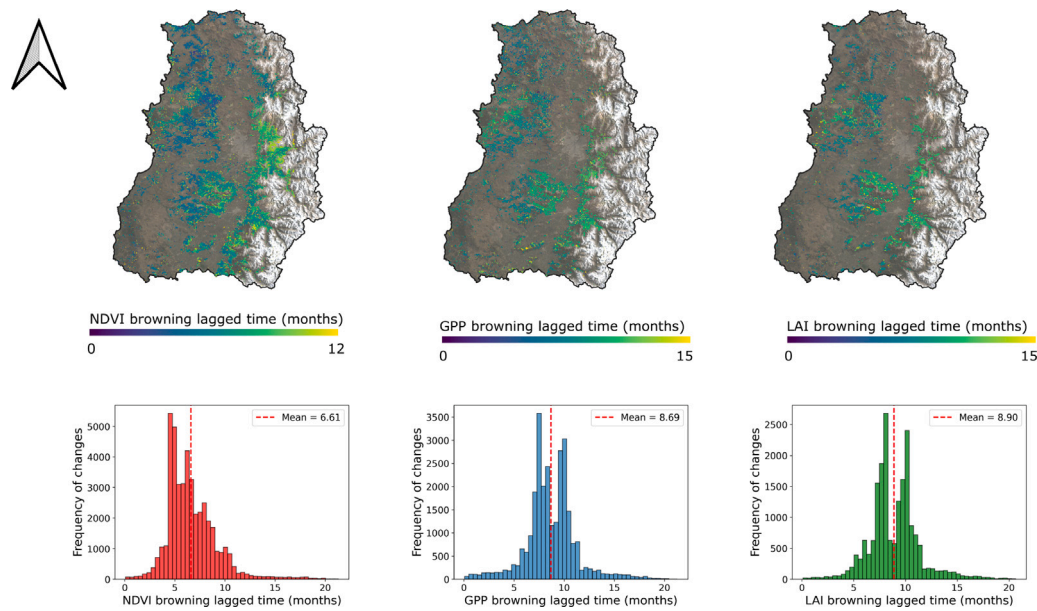 NDVI browning lagged time (months)
0 12
GPP browning lagged time (months)
0 15
LAI browning lagged time (months)
0 15
Frequency of changes
5000
4000
3000
2000
1000
0
Mean = 6.61
0 5 10 15 20
NDVI browning lagged time (months)
Frequency of changes
3500
3000
2500
2000
1500
1000
500
0
Mean = 8.69
0 5 10 15 20
GPP browning lagged time (months)
Frequency of changes
2500
2000
1500
1000
500
0
Mean = 8.90
0 5 10 15 20
LAI browning lagged time (months)